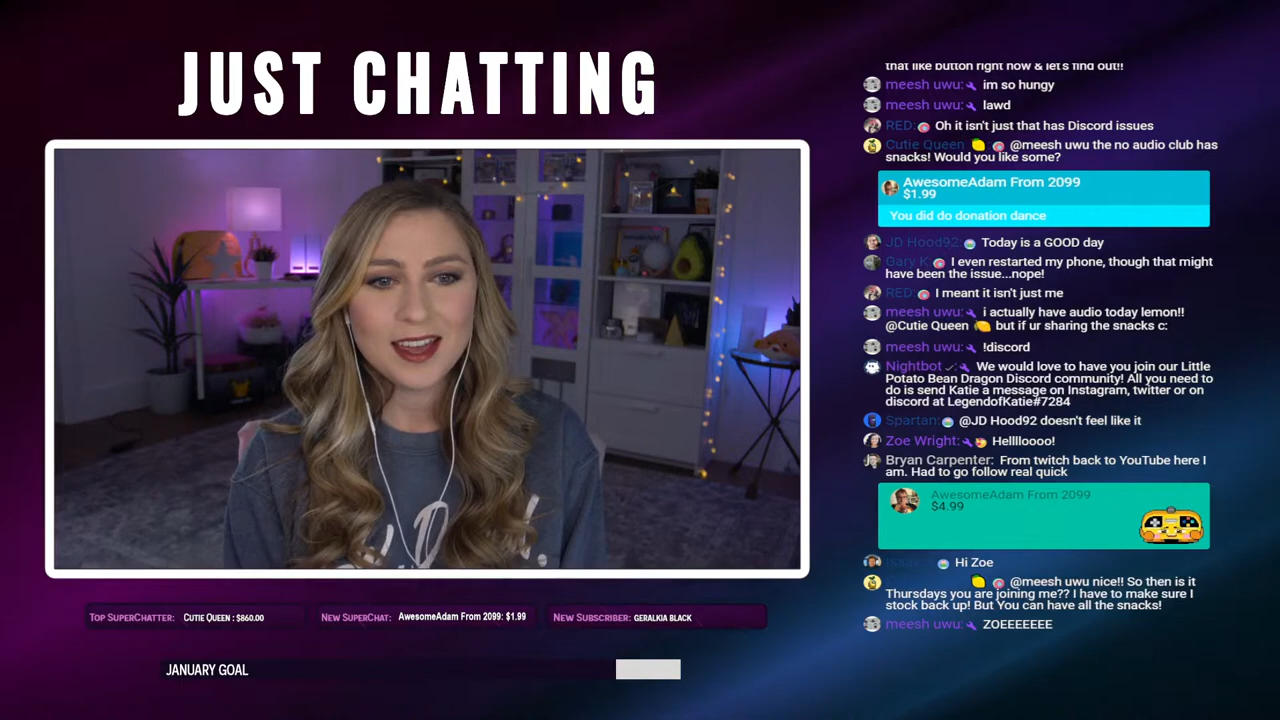 JUST CHATTING
that like button right now & let's find out!!
meesh uwu: im so hungy
meesh uwu: lawd
RED: Oh it isn't just that has Discord issues
Cutie Queen 🍋: @meesh uwu the no audio club has
snacks! Would you like some?
AwesomeAdam From 2099
$1.99
You did do donation dance
JD Hood92: Today is a GOOD day
Gary K: I even restarted my phone, though that might
have been the issue...nope!
RED: I meant it isn't just me
meesh uwu: i actually have audio today lemon!!
@Cutie Queen 🍋 but if ur sharing the snacks c:
meesh uwu: !discord
Nightbot ✓: We would love to have you join our Little
Potato Bean Dragon Discord community! All you need to
do is send Katie a message on Instagram, twitter or on
discord at LegendofKatie#7284
Spartan: @JD Hood92 doesn't feel like it
Zoe Wright: Helllloooo!
Bryan Carpenter: From twitch back to YouTube here I
am. Had to go follow real quick
AwesomeAdam From 2099
$4.99
Hi Zoe
🍋 @meesh uwu nice!! So then is it
Thursdays you are joining me?? I have to make sure I
stock back up! But You can have all the snacks!
meesh uwu: ZOEEEEEEE
TOP SUPERCHATTER: CUTIE QUEEN : $860.00
NEW SUPERCHAT: AwesomeAdam From 2099: $1.99
NEW SUBSCRIBER: GERALKIA BLACK
JANUARY GOAL